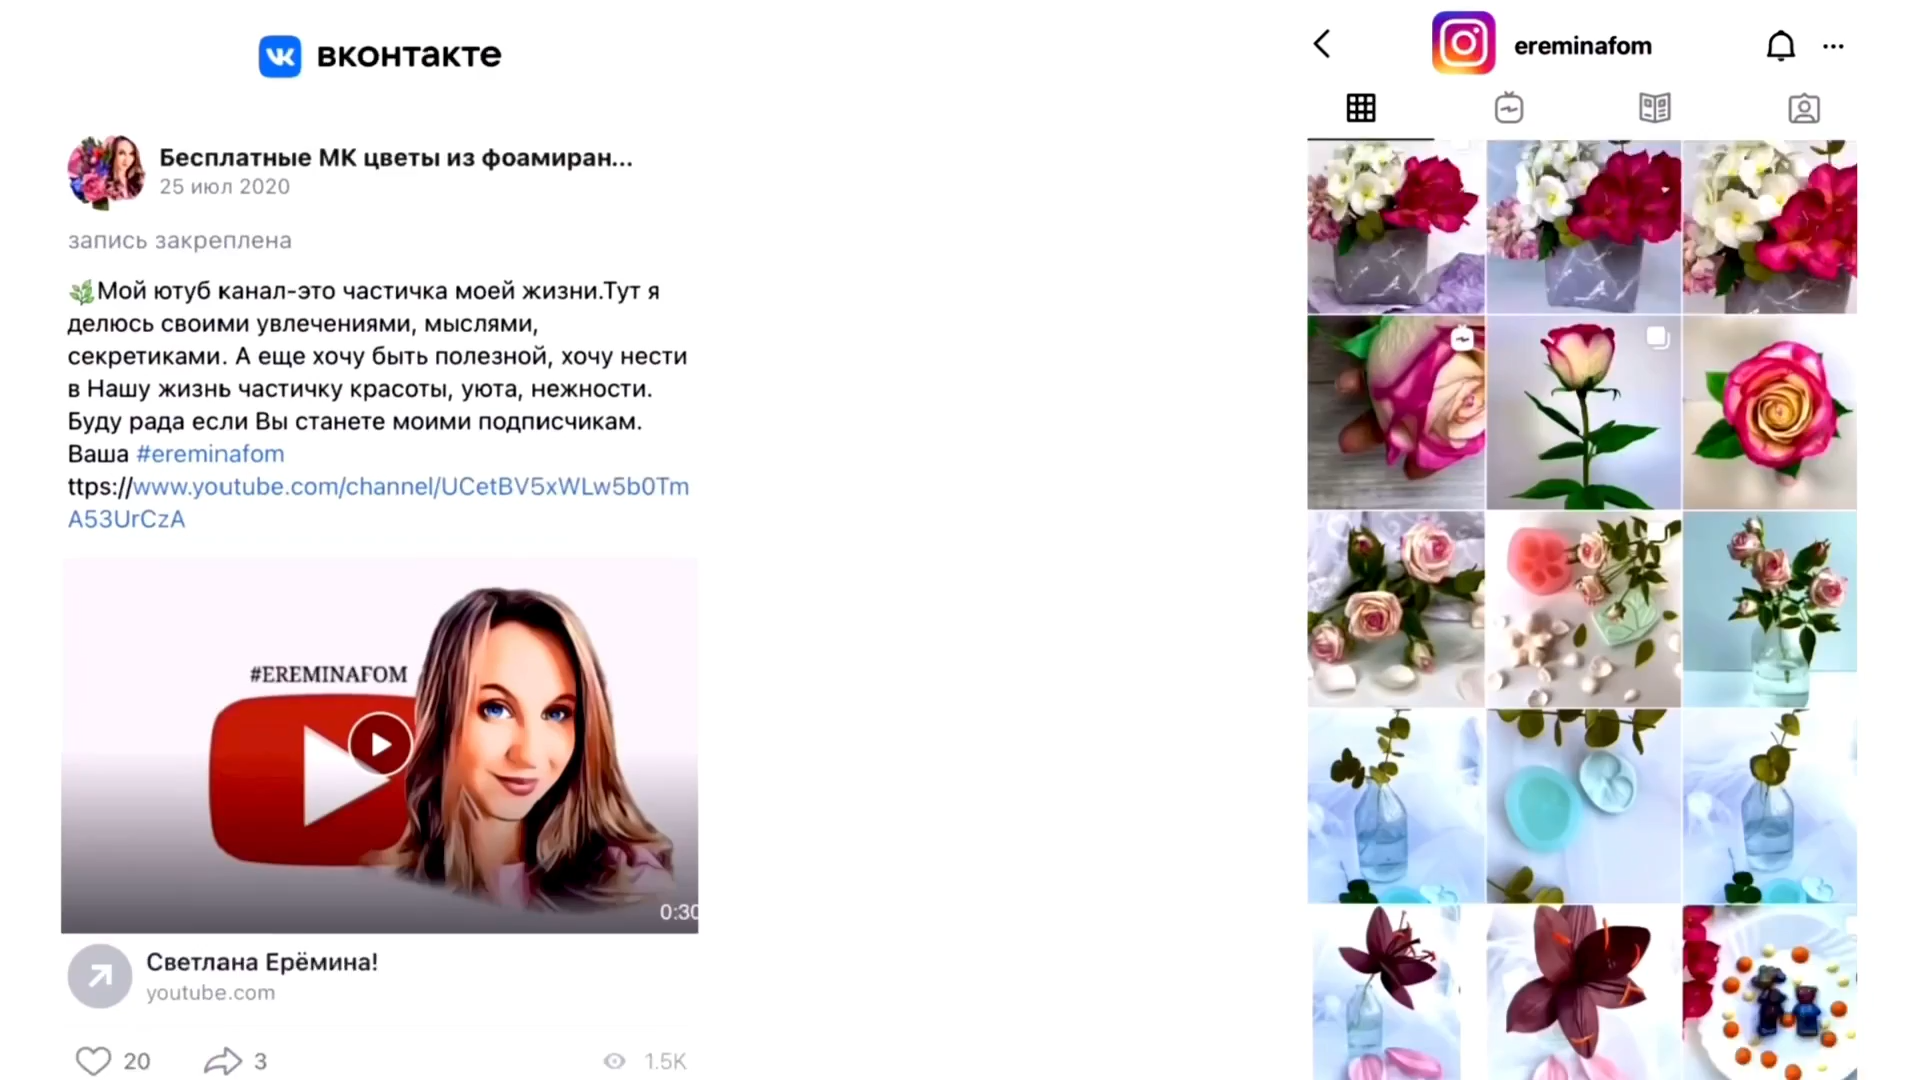 вконтакте
Бесплатные МК цветы из фоамиран...
25 июл 2020
запись закреплена
Мой ютуб канал-это частичка моей жизни.Тут я
делюсь своими увлечениями, мыслями,
секретиками. А еще хочу быть полезной, хочу нести
в Нашу жизнь частичку красоты, уюта, нежности.
Буду рада если Вы станете моими подписчикам.
Ваша #ereminafom
ttps://www.youtube.com/channel/UCetBV5xWLw5b0Tm
A53UrCzA
#EREMINAFOM
0:30
Светлана Ерёмина!
youtube.com
20
3
1.5K
ereminafom